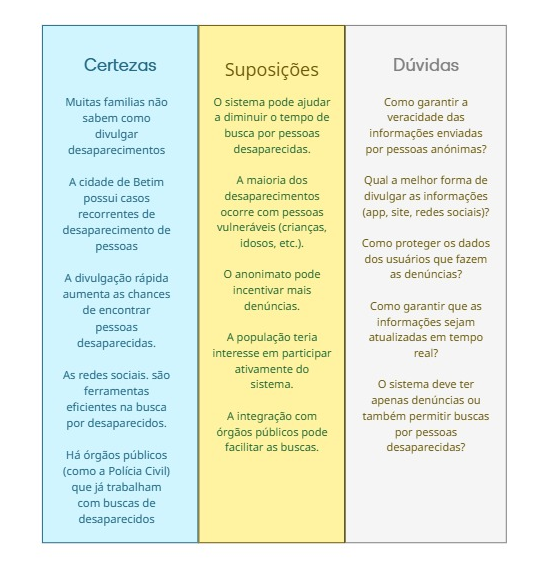 Certezas
Muitas familias não
sabem como
divulgar
desaparecimentos
A cidade de Betim
possui casos
recorrentes de
desaparecimento de
pessoas
A divulgação rápida
aumenta as chances
de encontrar
pessoas
desaparecidas.
As redes sociais. são
ferramentas
eficientes na busca
por desaparecidos.
Há órgãos públicos
(como a Polícia Civil)
que já trabalham
com buscas de
desaparecidos
Suposições
O sistema pode ajudar
a diminuir o tempo de
busca por pessoas
desaparecidas.
A maioria dos
desaparecimentos
ocorre com pessoas
vulneráveis (crianças,
idosos, etc.).
O anonimato pode
incentivar mais
denúncias.
A população teria
interesse em participar
ativamente do
sistema.
A integração com
órgãos públicos pode
facilitar as buscas.
Dúvidas
Como garantir a
veracidade das
informações enviadas
por pessoas anónimas?
Qual a melhor forma de
divulgar as informações
(app, site, redes sociais)?
Como proteger os dados
dos usuários que fazem
as denúncias?
Como garantir que as
informações sejam
atualizadas em tempo
real?
O sistema deve ter
apenas denúncias ou
também permitir buscas
por pessoas
desaparecidas?